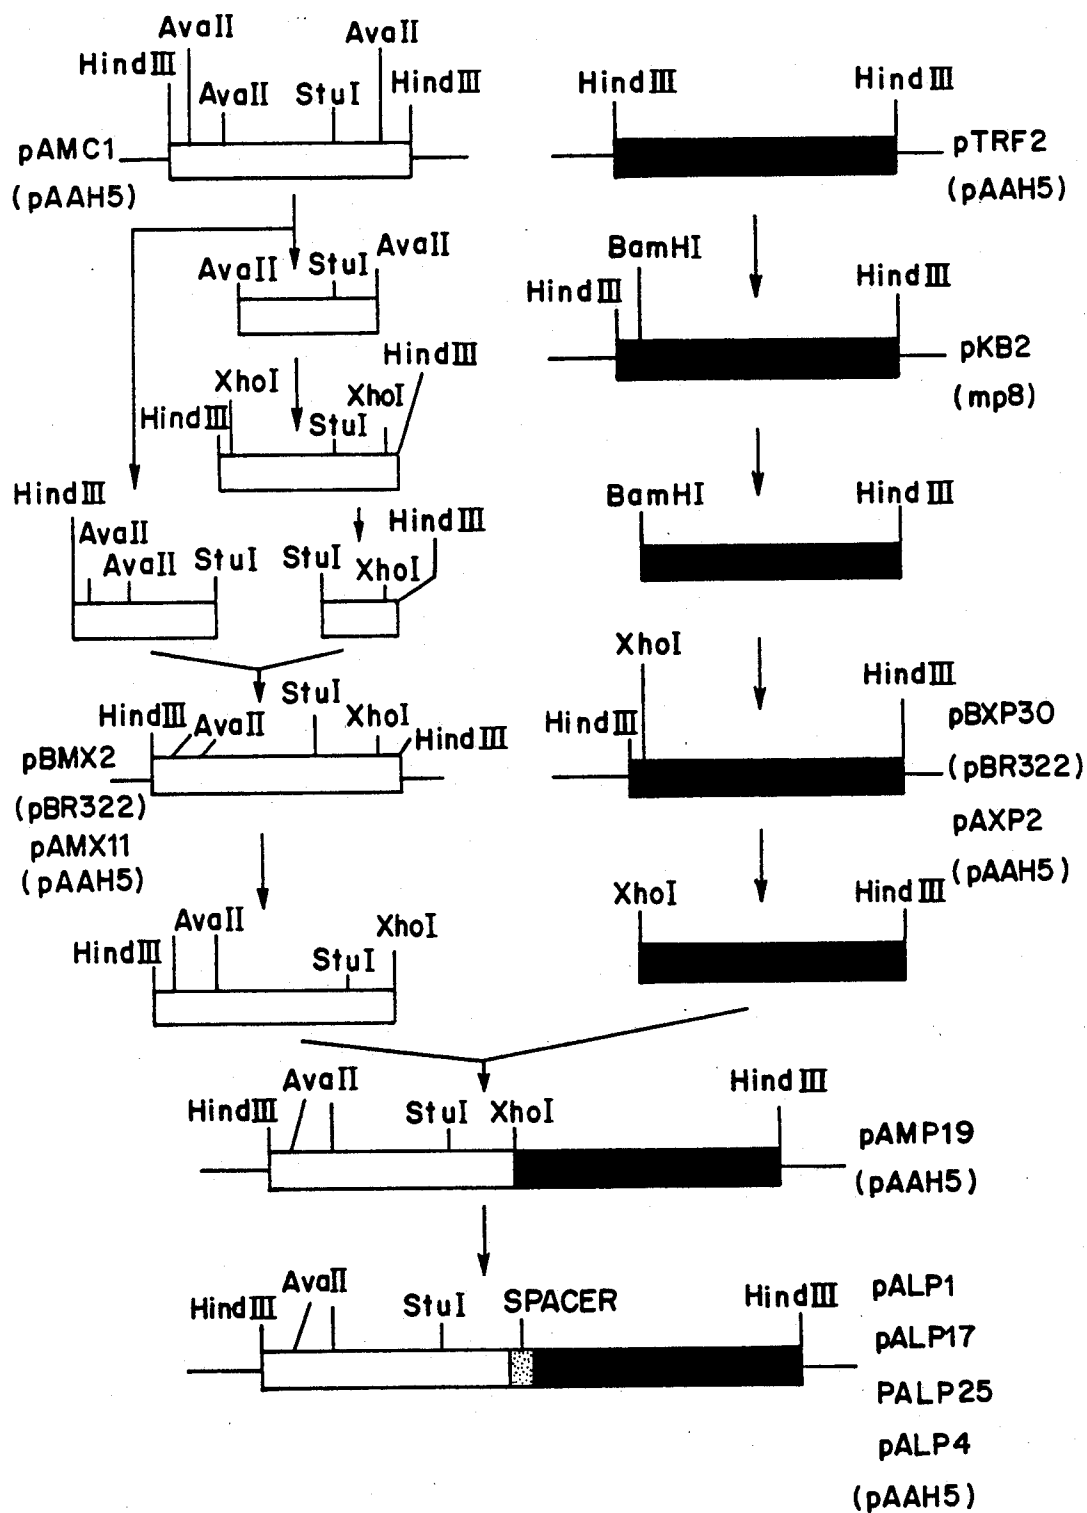 AvaII AvaII
HindIII AvaII StuI HindIII
pAMC1
(pAAH5)
HindIII HindIII
pTRF2
(pAAH5)
AvaII StuI AvaII
BamHI
HindIII HindIII
pKB2
(mp8)
XhoI HindIII
HindIII StuI XhoI
HindIII
AvaII
AvaII StuI
StuI XhoI HindIII
BamHI HindIII
HindIII AvaII StuI XhoI HindIII
pBMX2
(pBR322)
pAMX11
(pAAH5)
XhoI
HindIII HindIII
pBXP30
(pBR322)
pAXP2
(pAAH5)
HindIII AvaII StuI XhoI
XhoI HindIII
HindIII AvaII StuI XhoI HindIII
pAMP19
(pAAH5)
HindIII AvaII StuI SPACER HindIII
pALP1
pALP17
PALP25
pALP4
(pAAH5)